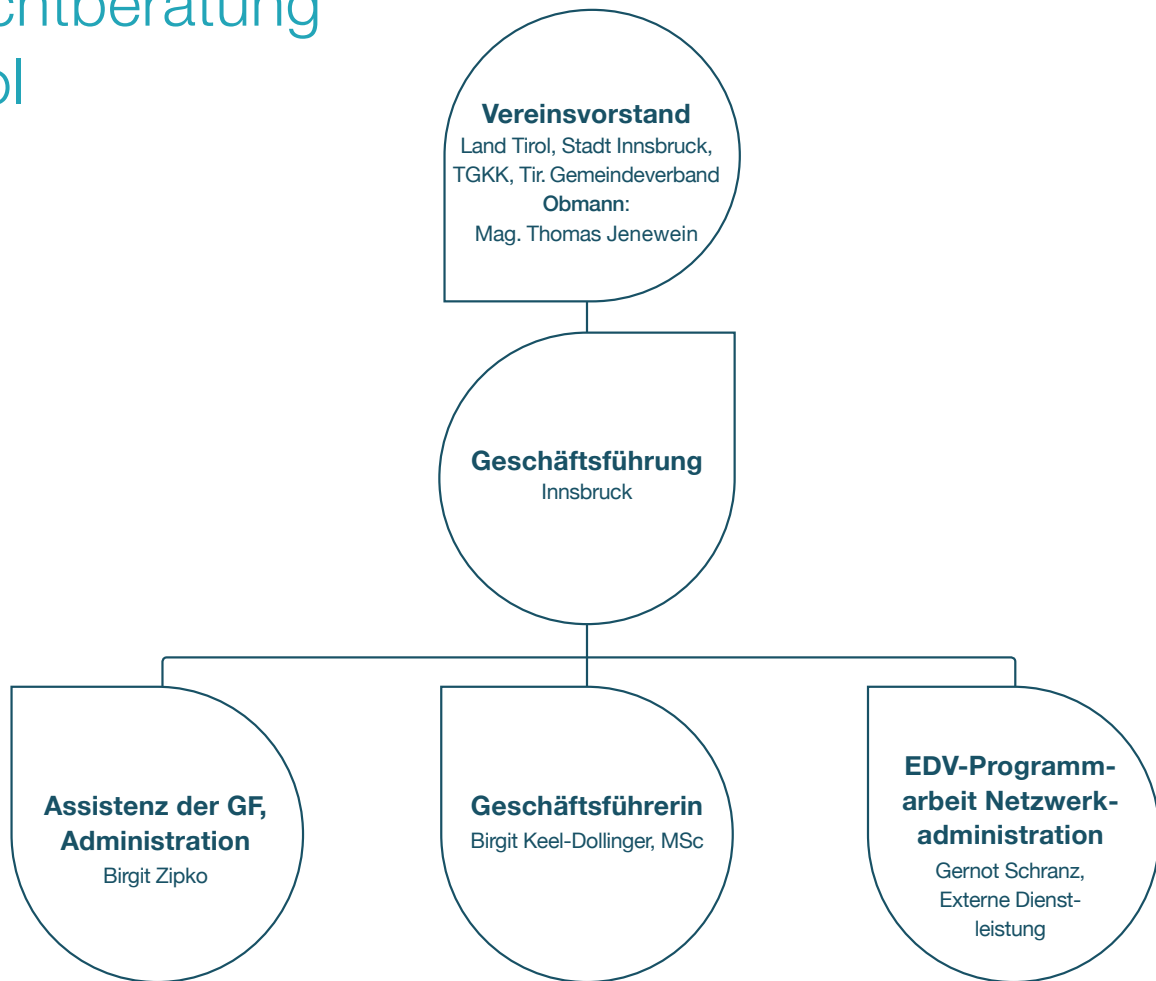 chtberatung
ol
Vereinsvorstand
Land Tirol, Stadt Innsbruck,
TGKK, Tir. Gemeindeverband
Obmann:
Mag. Thomas Jenewein
Geschäftsführung
Innsbruck
Assistenz der GF,
Administration
Birgit Zipko
Geschäftsführerin
Birgit Keel-Dollinger, MSc
EDV-Programm-
arbeit Netzwerk-
administration
Gernot Schranz,
Externe Dienst-
leistung